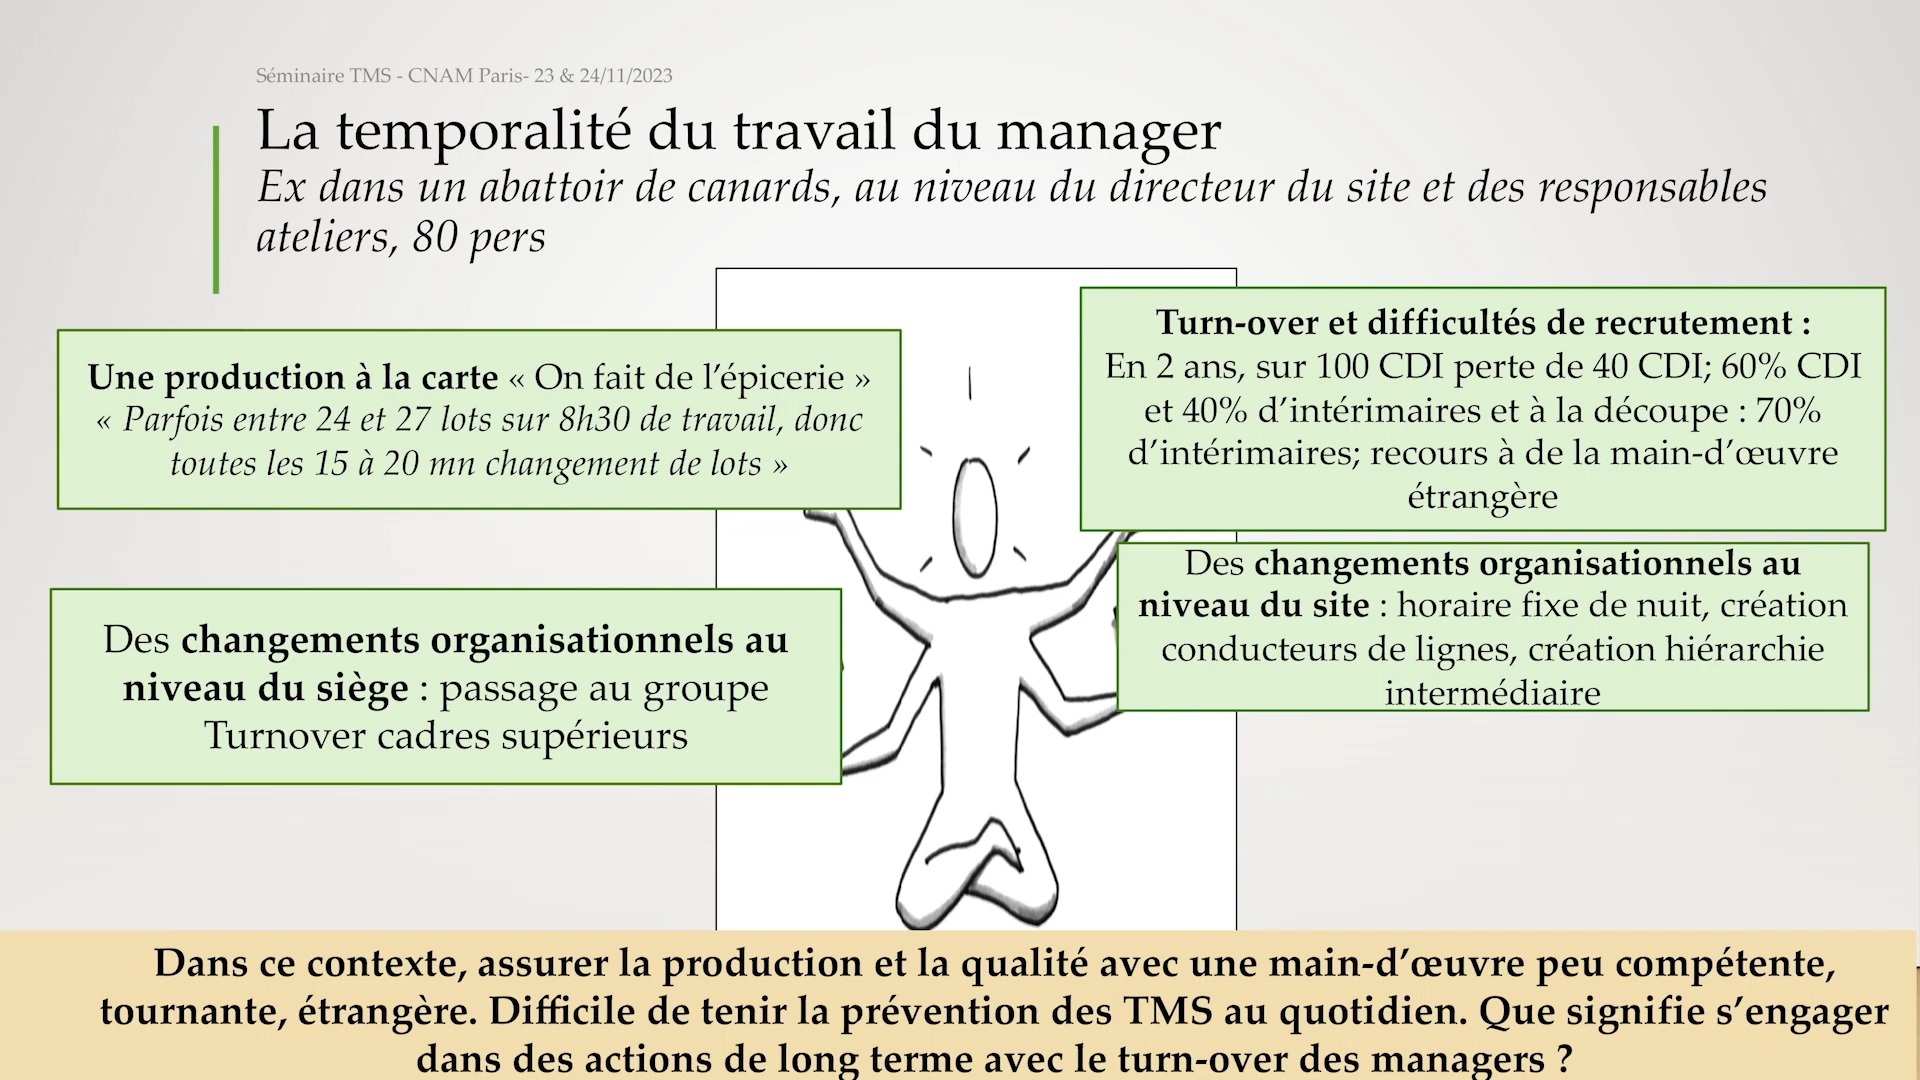 Séminaire TMS - CNAM Paris- 23 & 24/11/2023
La temporalité du travail du manager
Ex dans un abattoir de canards, au niveau du directeur du site et des responsables
ateliers, 80 pers
Une production à la carte « On fait de l’épicerie »
« Parfois entre 24 et 27 lots sur 8h30 de travail, donc
toutes les 15 à 20 mn changement de lots »
Turn-over et difficultés de recrutement :
En 2 ans, sur 100 CDI perte de 40 CDI; 60% CDI
et 40% d’intérimaires et à la découpe : 70%
d’intérimaires; recours à de la main-d’œuvre
étrangère
Des changements organisationnels au
niveau du siège : passage au groupe
Turnover cadres supérieurs
Des changements organisationnels au
niveau du site : horaire fixe de nuit, création
conducteurs de lignes, création hiérarchie
intermédiaire
Dans ce contexte, assurer la production et la qualité avec une main-d’œuvre peu compétente,
tournante, étrangère. Difficile de tenir la prévention des TMS au quotidien. Que signifie s’engager
dans des actions de long terme avec le turn-over des managers ?